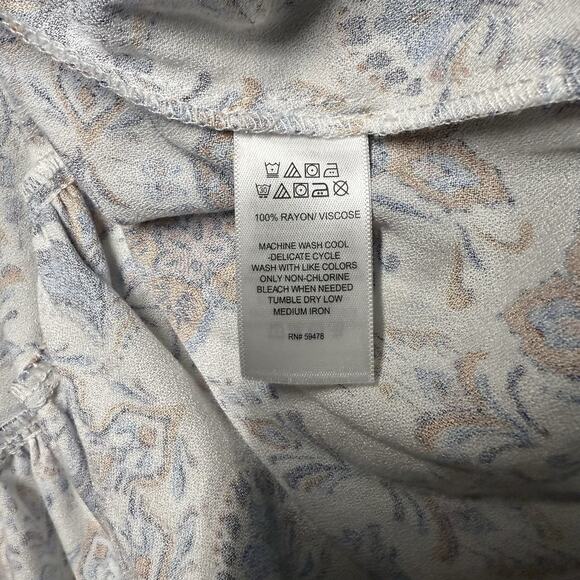 30
100% RAYON/ VISCOSE
MACHINE WASH COOL
-DELICATE CYCLE
WASH WITH LIKE COLORS
ONLY NON-CHLORINE
BLEACH WHEN NEEDED
TUMBLE DRY LOW
MEDIUM IRON
RN# 59478